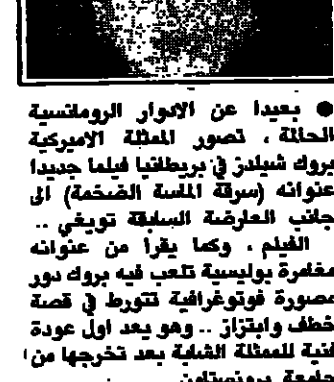 ● بعيدا عن الادوار الرومانسية
الحالمة ، تصور الممثلة الاميركية
بروك شيلدز في بريطانيا فيلما جديدا
عنوانه (سرقة الماسة الضخمة) الى
جانب العارضة السابقة تويغي ..
الفيلم ، وكما يقرأ من عنوانه
مغامرة بوليسية تلعب فيه بروك دور
مصورة فوتوغرافية تتورط في قصة
خطف وابتزاز .. وهو يعد اول عودة
فنية للممثلة الشابة بعد تخرجها من
جامعة برونستاون